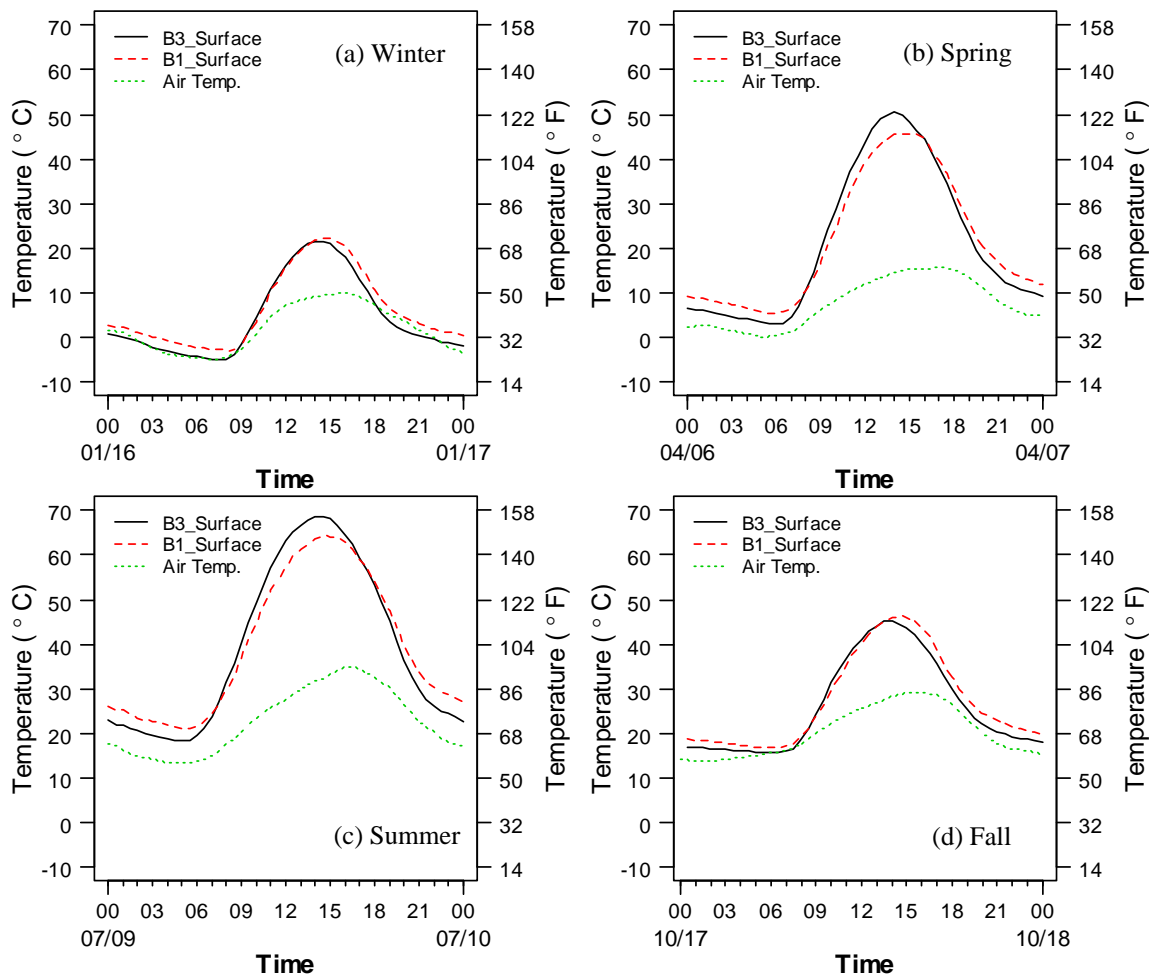 70
60
50
40
30
20
10
0
-10
Temperature ( ° C)
B3_Surface
B1_Surface
Air Temp.
(a) Winter
158
140
122
104
86
68
50
32
14
Temperature ( ° F)
00 03 06 09 12 15 18 21 00
01/16 01/17
Time
70
60
50
40
30
20
10
0
-10
Temperature ( ° C)
B3_Surface
B1_Surface
Air Temp.
(b) Spring
158
140
122
104
86
68
50
32
14
Temperature ( ° F)
00 03 06 09 12 15 18 21 00
04/06 04/07
Time
70
60
50
40
30
20
10
0
-10
Temperature ( ° C)
B3_Surface
B1_Surface
Air Temp.
(c) Summer
158
140
122
104
86
68
50
32
14
Temperature ( ° F)
00 03 06 09 12 15 18 21 00
07/09 07/10
Time
70
60
50
40
30
20
10
0
-10
Temperature ( ° C)
B3_Surface
B1_Surface
Air Temp.
(d) Fall
158
140
122
104
86
68
50
32
14
Temperature ( ° F)
00 03 06 09 12 15 18 21 00
10/17 10/18
Time